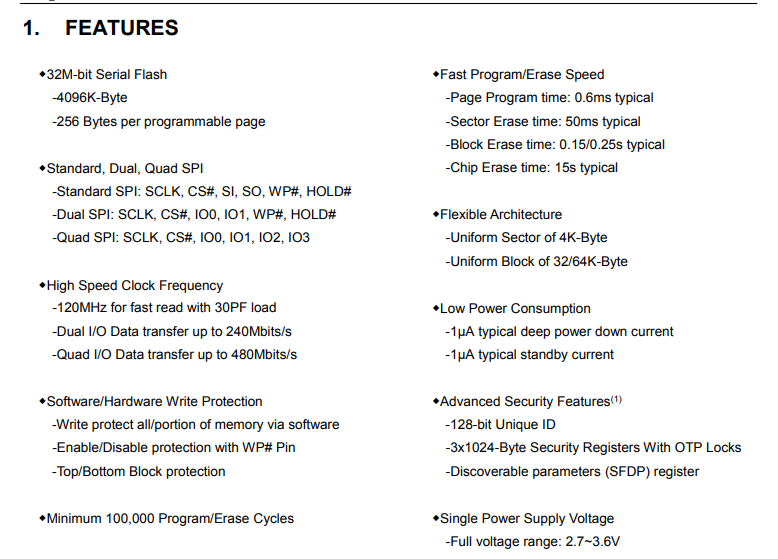 1. FEATURES
◆32M-bit Serial Flash
-4096K-Byte
-256 Bytes per programmable page
◆Standard, Dual, Quad SPI
-Standard SPI: SCLK, CS#, SI, SO, WP#, HOLD#
-Dual SPI: SCLK, CS#, IO0, IO1, WP#, HOLD#
-Quad SPI: SCLK, CS#, IO0, IO1, IO2, IO3
◆High Speed Clock Frequency
-120MHz for fast read with 30PF load
-Dual I/O Data transfer up to 240Mbits/s
-Quad I/O Data transfer up to 480Mbits/s
◆Software/Hardware Write Protection
-Write protect all/portion of memory via software
-Enable/Disable protection with WP# Pin
-Top/Bottom Block protection
◆Minimum 100,000 Program/Erase Cycles
◆Fast Program/Erase Speed
-Page Program time: 0.6ms typical
-Sector Erase time: 50ms typical
-Block Erase time: 0.15/0.25s typical
-Chip Erase time: 15s typical
◆Flexible Architecture
-Uniform Sector of 4K-Byte
-Uniform Block of 32/64K-Byte
◆Low Power Consumption
-1μA typical deep power down current
-1μA typical standby current
◆Advanced Security Features(1)
-128-bit Unique ID
-3x1024-Byte Security Registers With OTP Locks
-Discoverable parameters (SFDP) register
◆Single Power Supply Voltage
-Full voltage range: 2.7~3.6V